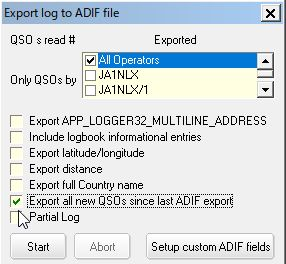 Export log to ADIF file
QSO s read # Exported
Only QSOs by
All Operators
JA1NLX
JA1NLX/1
Export APP_LOGGER32_MULTILINE_ADDRESS
Include logbook informational entries
Export latitude/longitude
Export distance
Export full Country name
Export all new QSOs since last ADIF export
Partial Log
Start Abort Setup custom ADIF fields